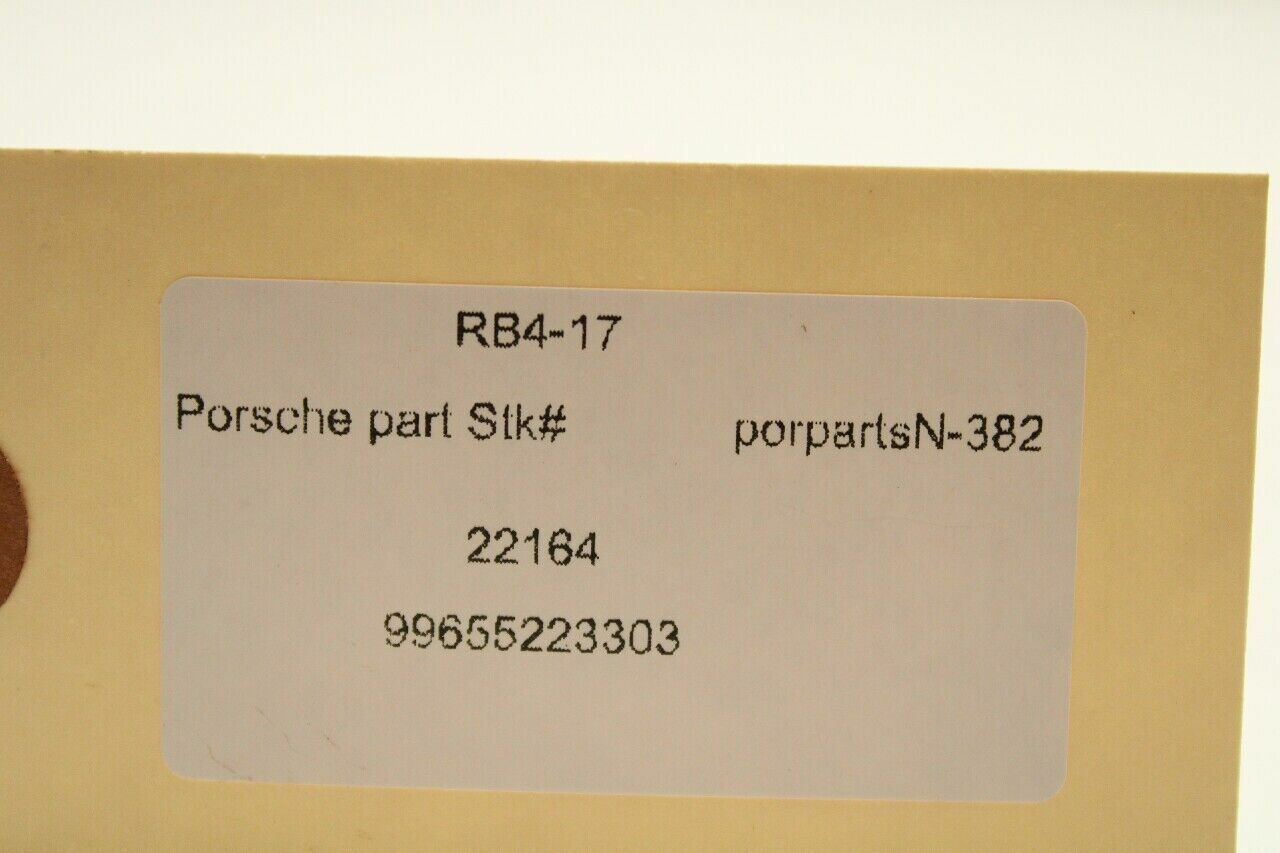 RB4-17
Porsche part Stk# porpartsN-382
22164
99655223303